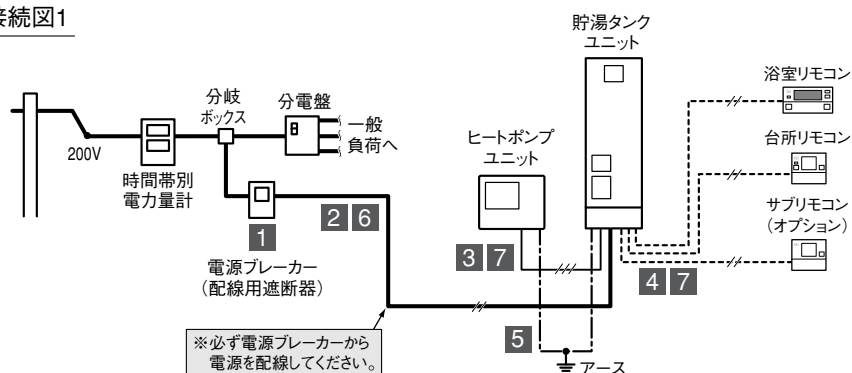 接続図1
貯湯タンク
ユニット
浴室リモコン
分岐
ボックス
分電盤
一般
負荷へ
ヒートポンプ
ユニット
台所リモコン
200V
時間帯別
電力量計
サブリモコン
（オプション）
1
2 6
3 7
4 7
電源ブレーカー
（配線用遮断器）
※必ず電源ブレーカーから
電源を配線してください。
5
アース